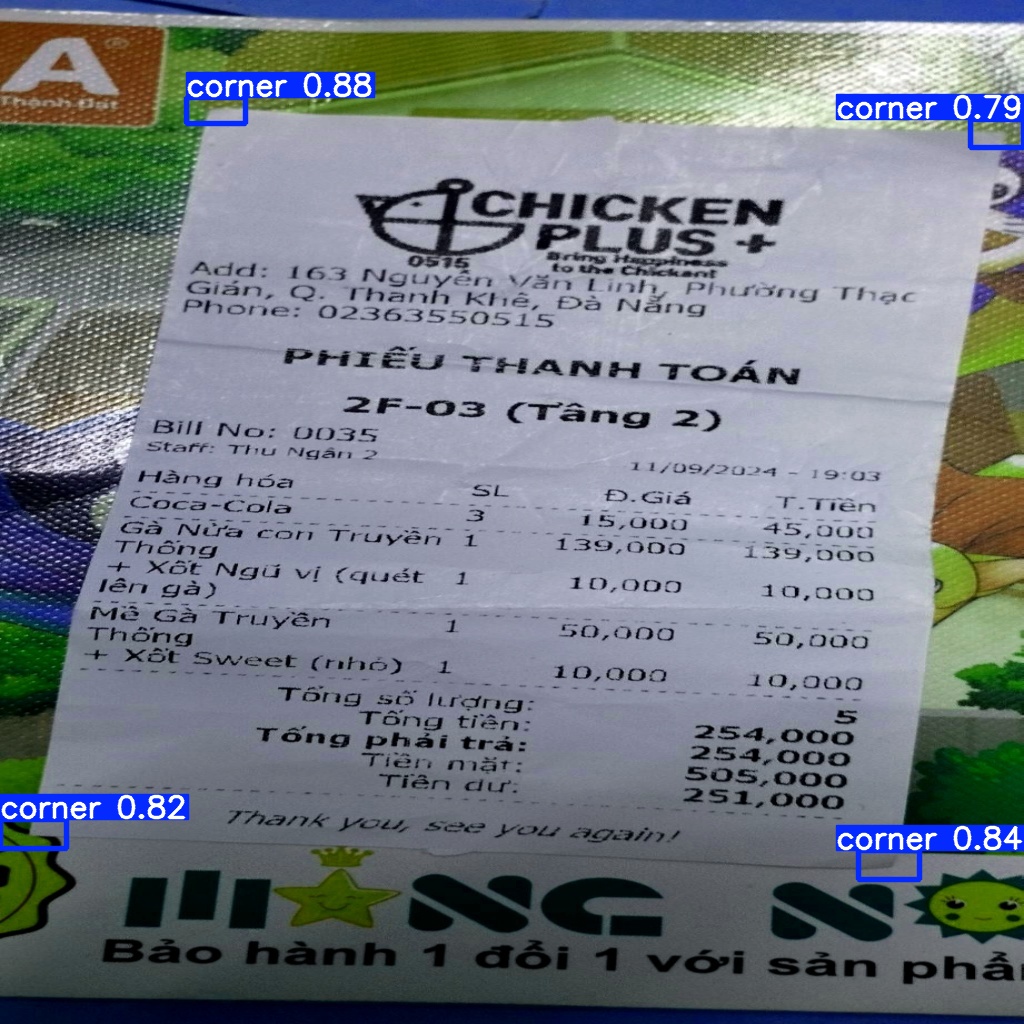 A®
Thành Đạt
corner 0.88
corner 0.79
CHICKEN
PLUS +
0515
Bring Happiness
to the Chickent
Add: 163 Nguyễn Văn Linh, Phường Thạc
Gián, Q. Thanh Khê, Đà Nẵng
Phone: 02363550515
PHIẾU THANH TOÁN
2F-03 (Tầng 2)
Bill No: 0035
Staff: Thu Ngân 2
11/09/2024 - 19:03
Hàng hóa SL Đ.Giá T.Tiền
Coca-Cola 3 15,000 45,000
Gà Nửa con Truyền 1 139,000 139,000
Thống
+ Xốt Ngũ vị (quét 1 10,000 10,000
lên gà)
Mề Gà Truyền 1 50,000 50,000
Thống
+ Xốt Sweet (nhỏ) 1 10,000 10,000
Tổng số lượng: 5
Tổng tiền: 254,000
Tổng phải trả: 254,000
Tiền mặt: 505,000
Tiền dư: 251,000
Thank you, see you again!
corner 0.82
corner 0.84
Bảo hành 1 đổi 1 với sản phẩ